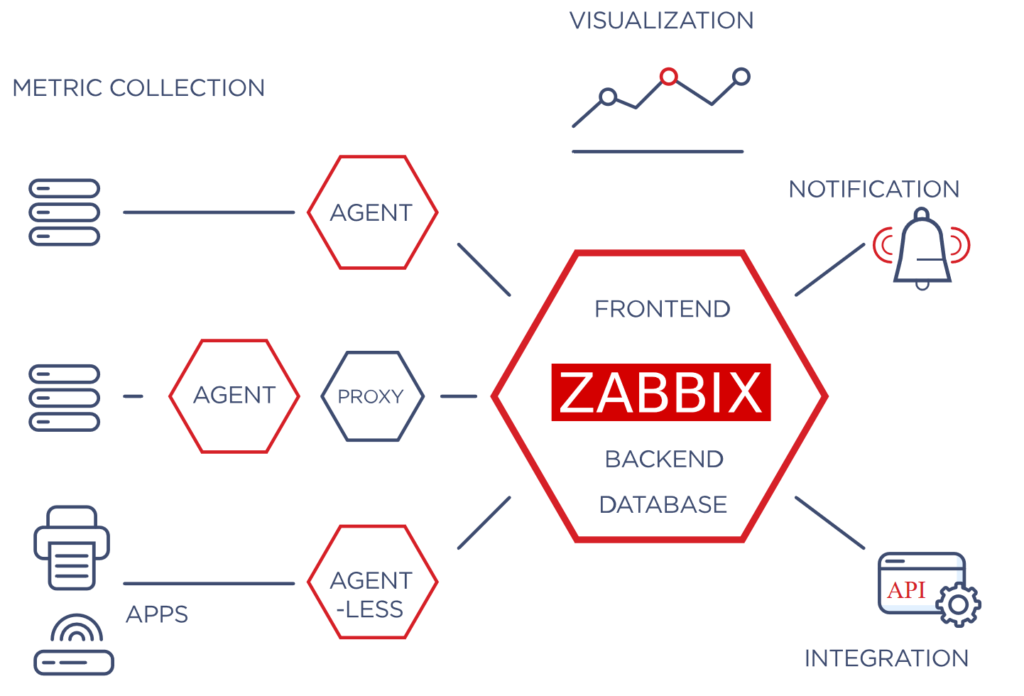 VISUALIZATION
METRIC COLLECTION
NOTIFICATION
AGENT
FRONTEND
AGENT
PROXY
ZABBIX
BACKEND
DATABASE
AGENT
-LESS
APPS
API
INTEGRATION